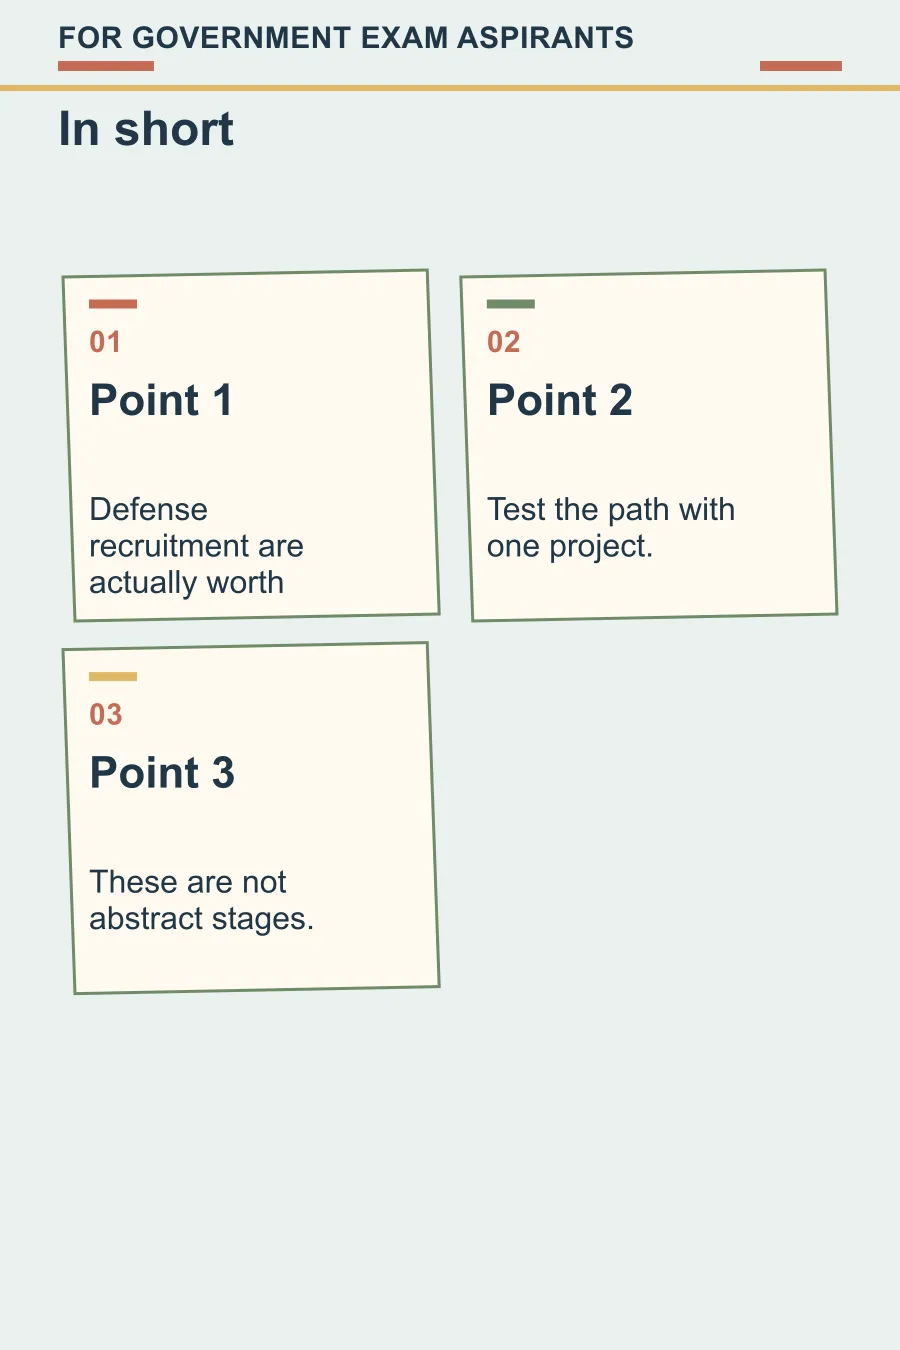 FOR GOVERNMENT EXAM ASPIRANTS
In short
01
Point 1
Defense
recruitment are
actually worth
02
Point 2
Test the path with
one project.
03
Point 3
These are not
abstract stages.